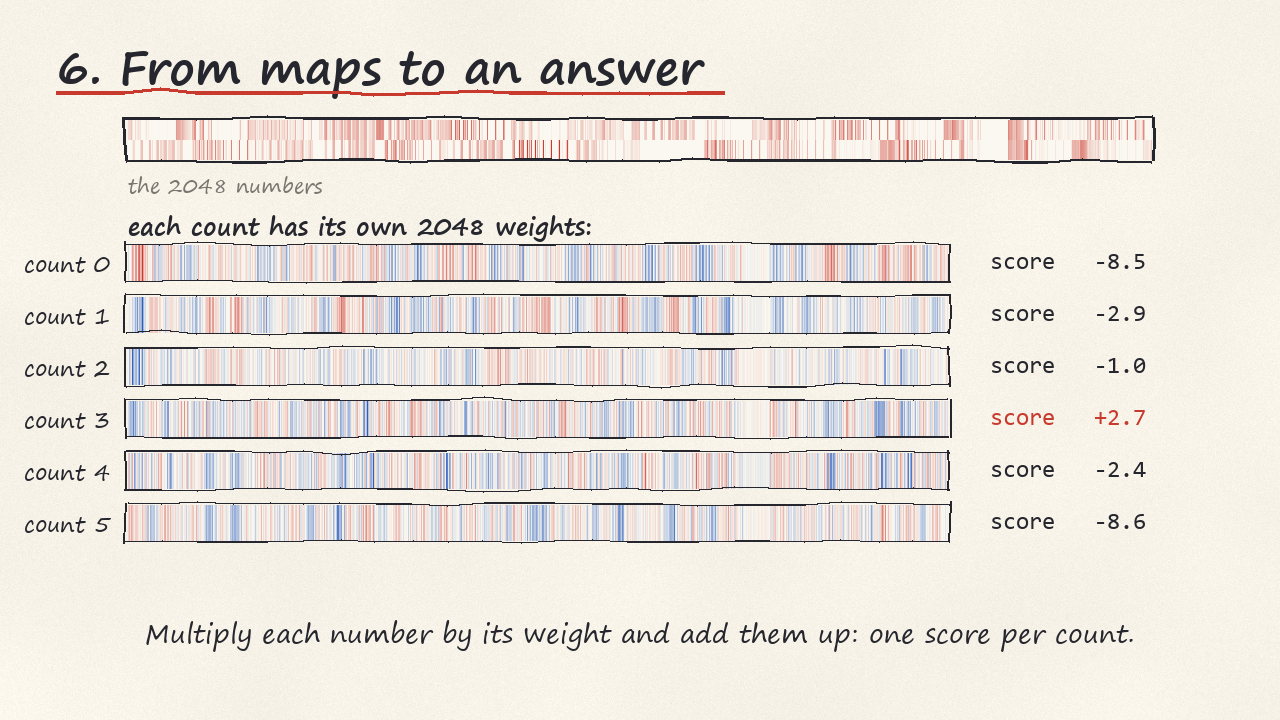 6. From maps to an answer
the 2048 numbers
each count has its own 2048 weights:
count 0 score -8.5
count 1 score -2.9
count 2 score -1.0
count 3 score +2.7
count 4 score -2.4
count 5 score -8.6
Multiply each number by its weight and add them up: one score per count.